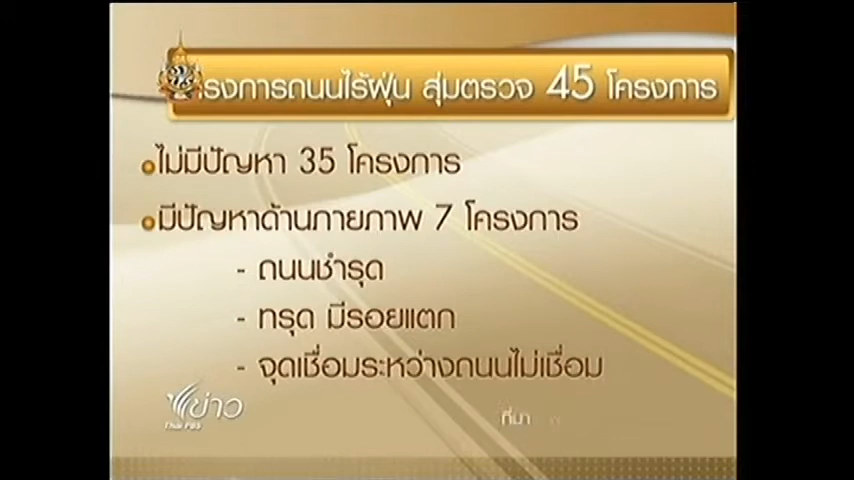 โครงการถนนไร้ฝุ่น สุ่มตรวจ 45 โครงการ
ไม่มีปัญหา 35 โครงการ
มีปัญหาด้านกายภาพ 7 โครงการ
- ถนนชำรุด
- ทรุด มีรอยแตก
- จุดเชื่อมระหว่างถนนไม่เชื่อม
ข่าว
Thai PBS
ที่มา